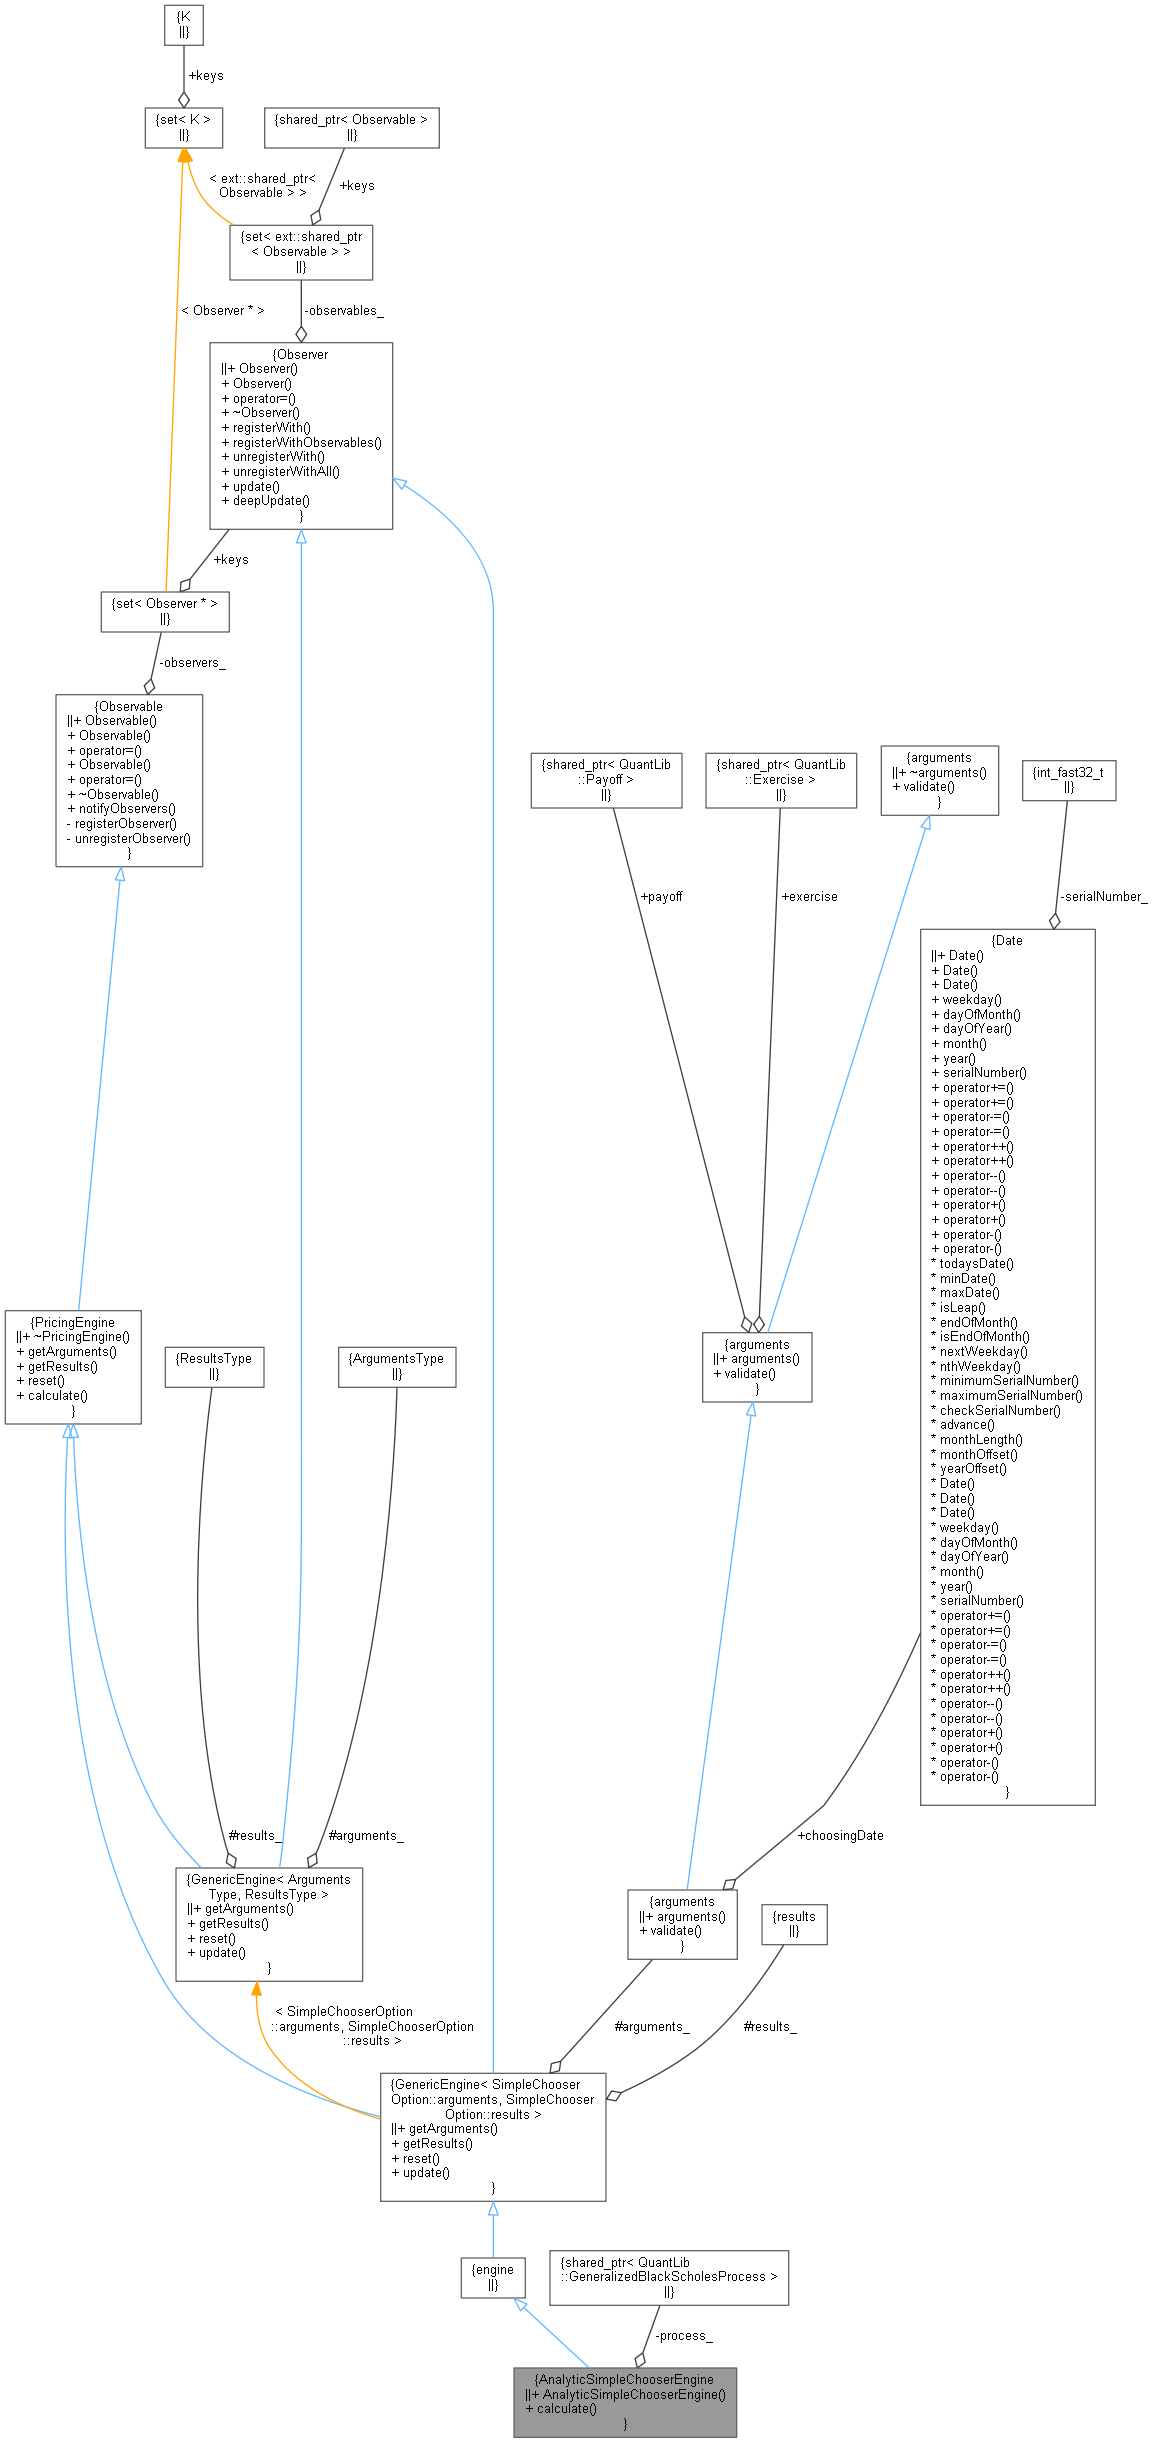 {K
||}
+keys
{set< K >
||}
{shared_ptr< Observable >
||}
< ext::shared_ptr<
Observable > >
+keys
{set< ext::shared_ptr
< Observable > >
||}
< Observer * >
-observables_
{Observer
||+ Observer()
+ Observer()
+ operator=()
+ ~Observer()
+ registerWith()
+ registerWithObservables()
+ unregisterWith()
+ unregisterWithAll()
+ update()
+ deepUpdate()
}
+keys
{set< Observer * >
||}
-observers_
{Observable
||+ Observable()
+ Observable()
+ operator=()
+ Observable()
+ operator=()
+ ~Observable()
+ notifyObservers()
- registerObserver()
- unregisterObserver()
}
{shared_ptr< QuantLib
::Payoff >
||}
{shared_ptr< QuantLib
::Exercise >
||}
{arguments
||+ ~arguments()
+ validate()
}
{int_fast32_t
||}
+payoff
+exercise
-serialNumber_
{Date
||+ Date()
+ Date()
+ Date()
+ weekday()
+ dayOfMonth()
+ dayOfYear()
+ month()
+ year()
+ serialNumber()
+ operator+=()
+ operator+=()
+ operator-=()
+ operator-=()
+ operator++()
+ operator++()
+ operator--()
+ operator--()
+ operator+()
+ operator+()
+ operator-()
+ operator-()
* todaysDate()
* minDate()
* maxDate()
* isLeap()
* endOfMonth()
* isEndOfMonth()
* nextWeekday()
* nthWeekday()
* minimumSerialNumber()
* maximumSerialNumber()
* checkSerialNumber()
* advance()
* monthLength()
* monthOffset()
* yearOffset()
* Date()
* Date()
* Date()
* weekday()
* dayOfMonth()
* dayOfYear()
* month()
* year()
* serialNumber()
* operator+=()
* operator+=()
* operator-=()
* operator-=()
* operator++()
* operator++()
* operator--()
* operator--()
* operator+()
* operator+()
* operator-()
* operator-()
}
{PricingEngine
||+ ~PricingEngine()
+ getArguments()
+ getResults()
+ reset()
+ calculate()
}
{ResultsType
||}
{ArgumentsType
||}
{arguments
||+ arguments()
+ validate()
}
#results_
#arguments_
+choosingDate
{GenericEngine< Arguments
Type, ResultsType >
||+ getArguments()
+ getResults()
+ reset()
+ update()
}
{arguments
||+ arguments()
+ validate()
}
{results
||}
< SimpleChooserOption
::arguments, SimpleChooserOption
::results >
#arguments_
#results_
{GenericEngine< SimpleChooser
Option::arguments, SimpleChooser
Option::results >
||+ getArguments()
+ getResults()
+ reset()
+ update()
}
{engine
||}
{shared_ptr< QuantLib
::GeneralizedBlackScholesProcess >
||}
-process_
{AnalyticSimpleChooserEngine
||+ AnalyticSimpleChooserEngine()
+ calculate()
}